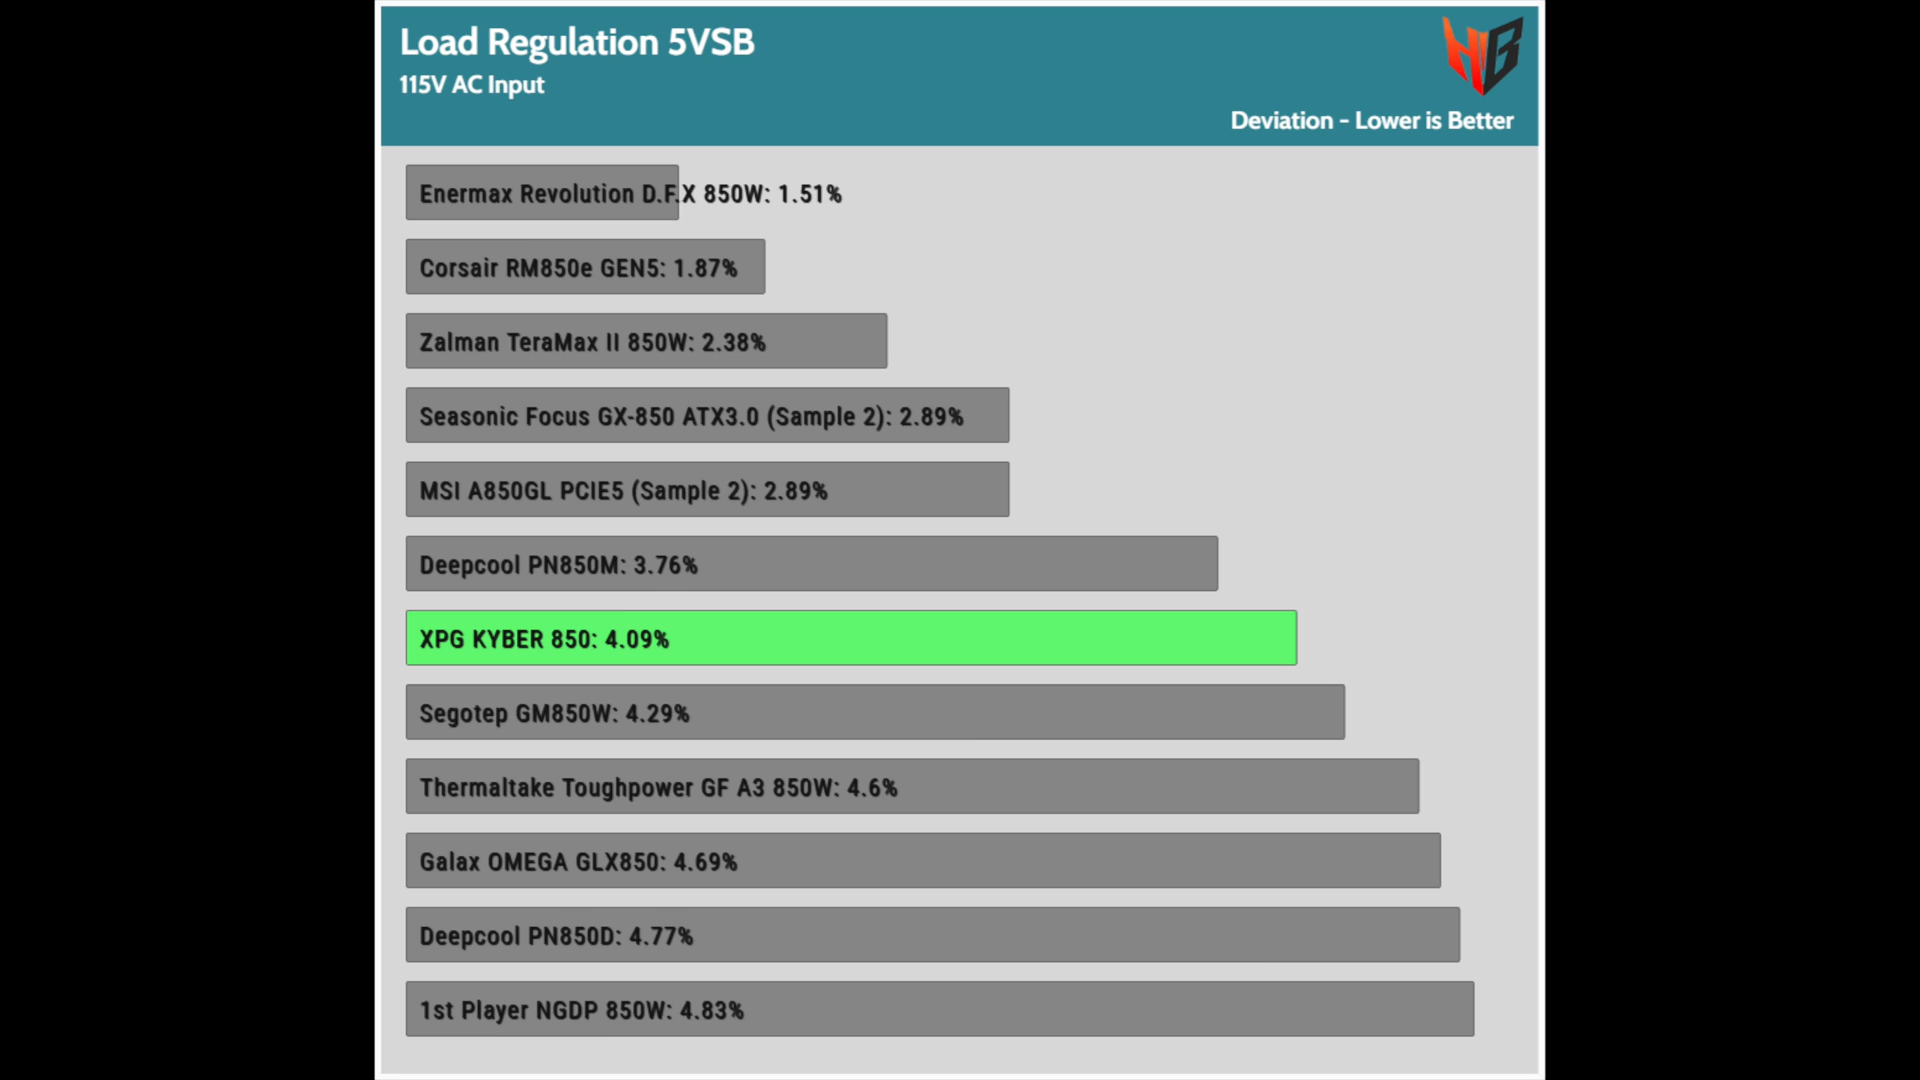 Load Regulation 5VSB
115V AC Input
HB
Deviation - Lower is Better
Enermax Revolution D.F.X 850W: 1.51%
Corsair RM850e GEN5: 1.87%
Zalman TeraMax II 850W: 2.38%
Seasonic Focus GX-850 ATX3.0 (Sample 2): 2.89%
MSI A850GL PCIE5 (Sample 2): 2.89%
Deepcool PN850M: 3.76%
XPG KYBER 850: 4.09%
Segotep GM850W: 4.29%
Thermaltake Toughpower GF A3 850W: 4.6%
Galax OMEGA GLX850: 4.69%
Deepcool PN850D: 4.77%
1st Player NGDP 850W: 4.83%